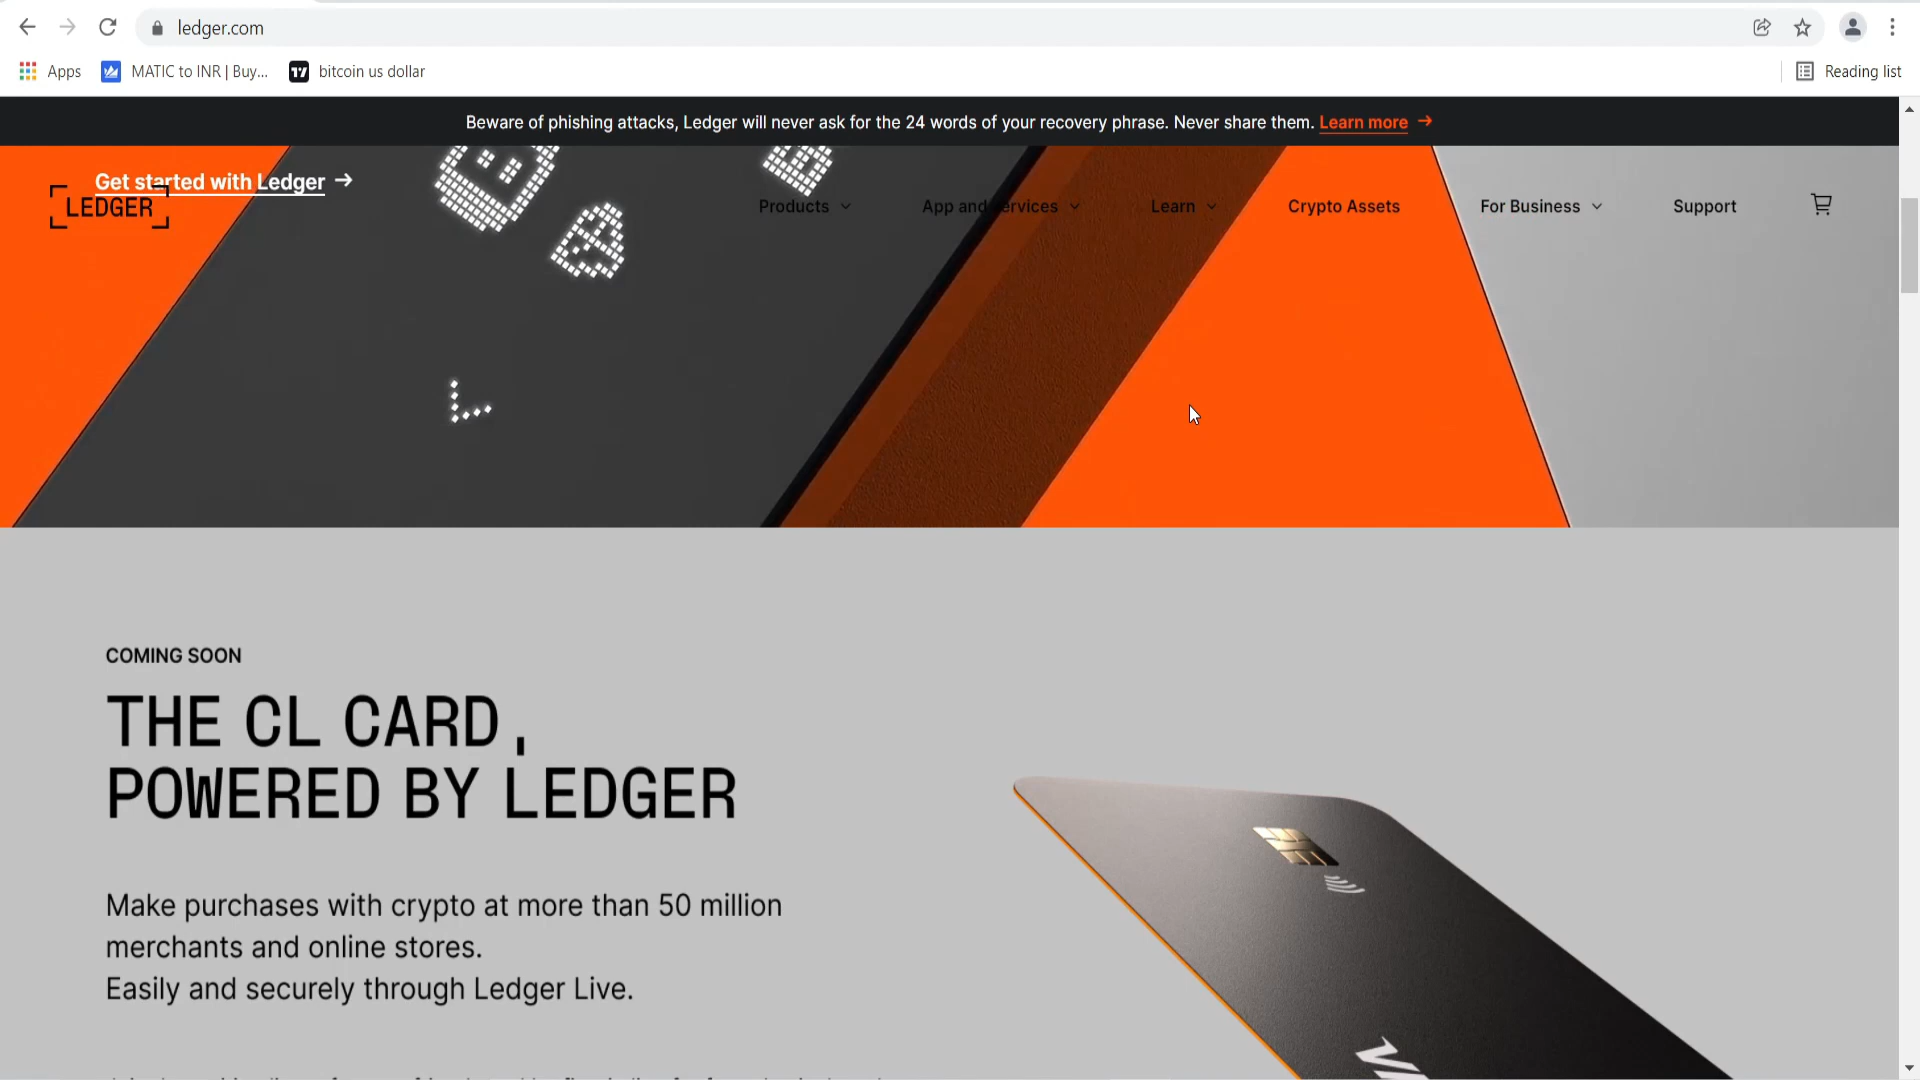 ledger.com
Apps
MATIC to INR | Buy...
bitcoin us dollar
Reading list
Beware of phishing attacks, Ledger will never ask for the 24 words of your recovery phrase. Never share them. Learn more →
Get started with Ledger →
LEDGER
Products
App and services
Learn
Crypto Assets
For Business
Support
COMING SOON
THE CL CARD,
POWERED BY LEDGER
Make purchases with crypto at more than 50 million
merchants and online stores.
Easily and securely through Ledger Live.